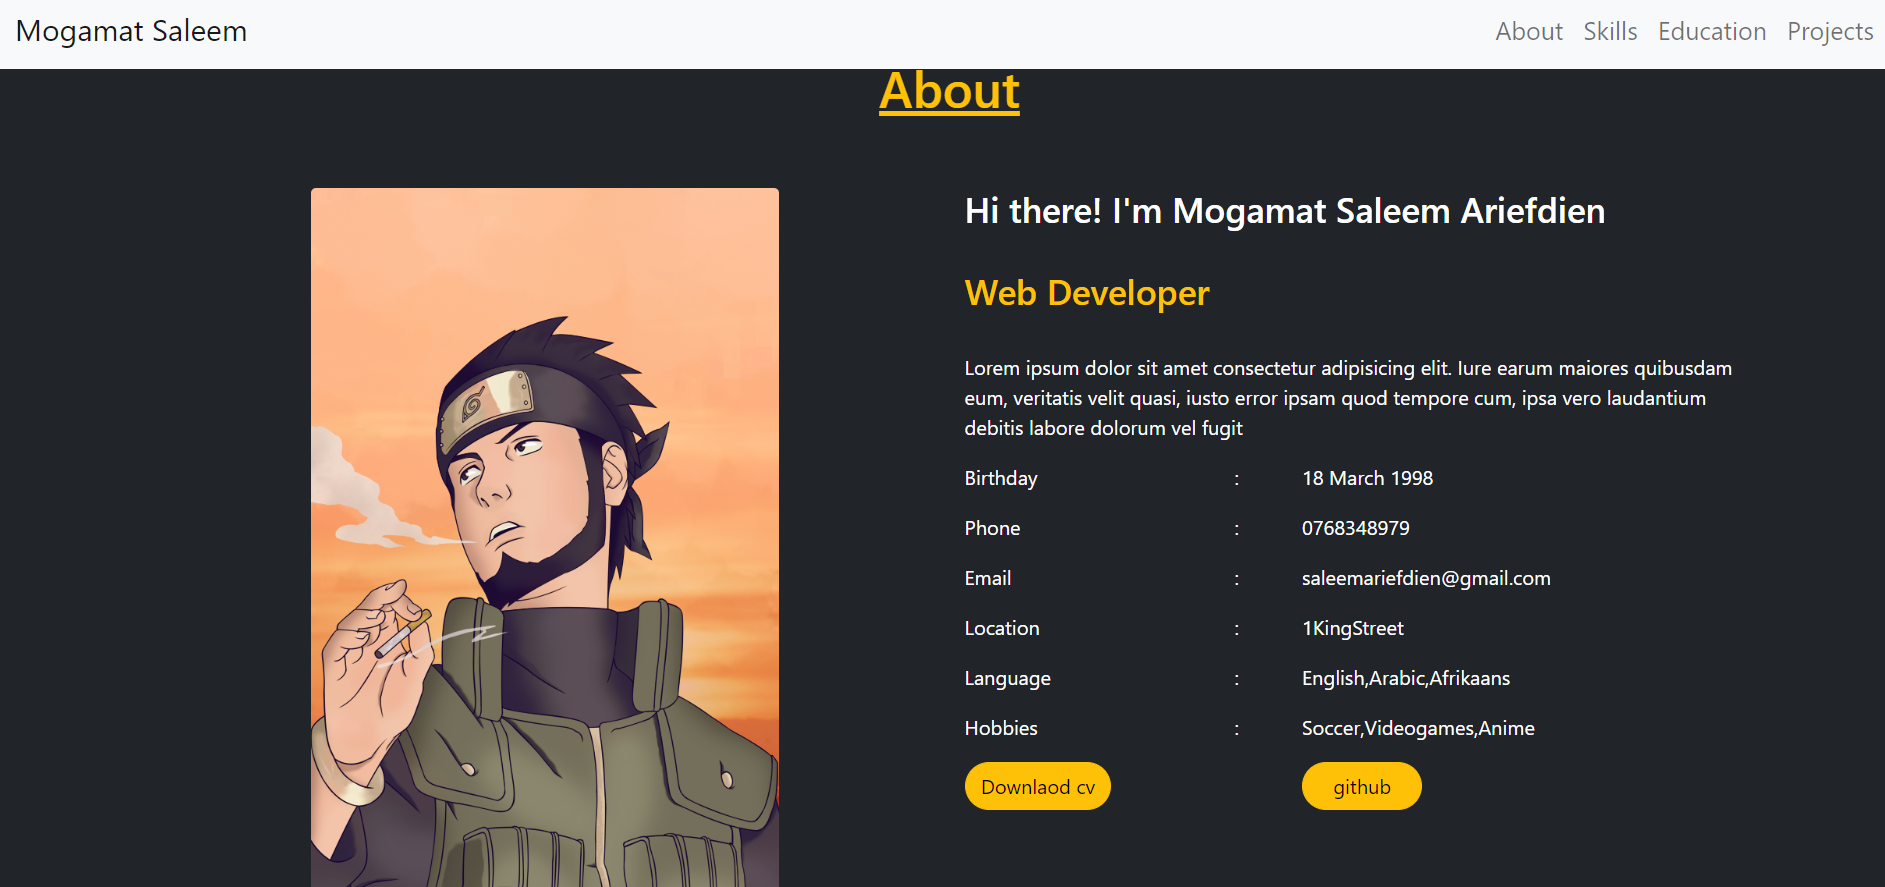 Mogamat Saleem
About Skills Education Projects
About
Hi there! I'm Mogamat Saleem Ariefdien
Web Developer
Lorem ipsum dolor sit amet consectetur adipisicing elit. Iure earum maiores quibusdam
eum, veritatis velit quasi, iusto error ipsam quod tempore cum, ipsa vero laudantium
debitis labore dolorum vel fugit
Birthday : 18 March 1998
Phone : 0768348979
Email : saleemariefdien@gmail.com
Location : 1KingStreet
Language : English,Arabic,Afrikaans
Hobbies : Soccer,Videogames,Anime
Downlaod cv github